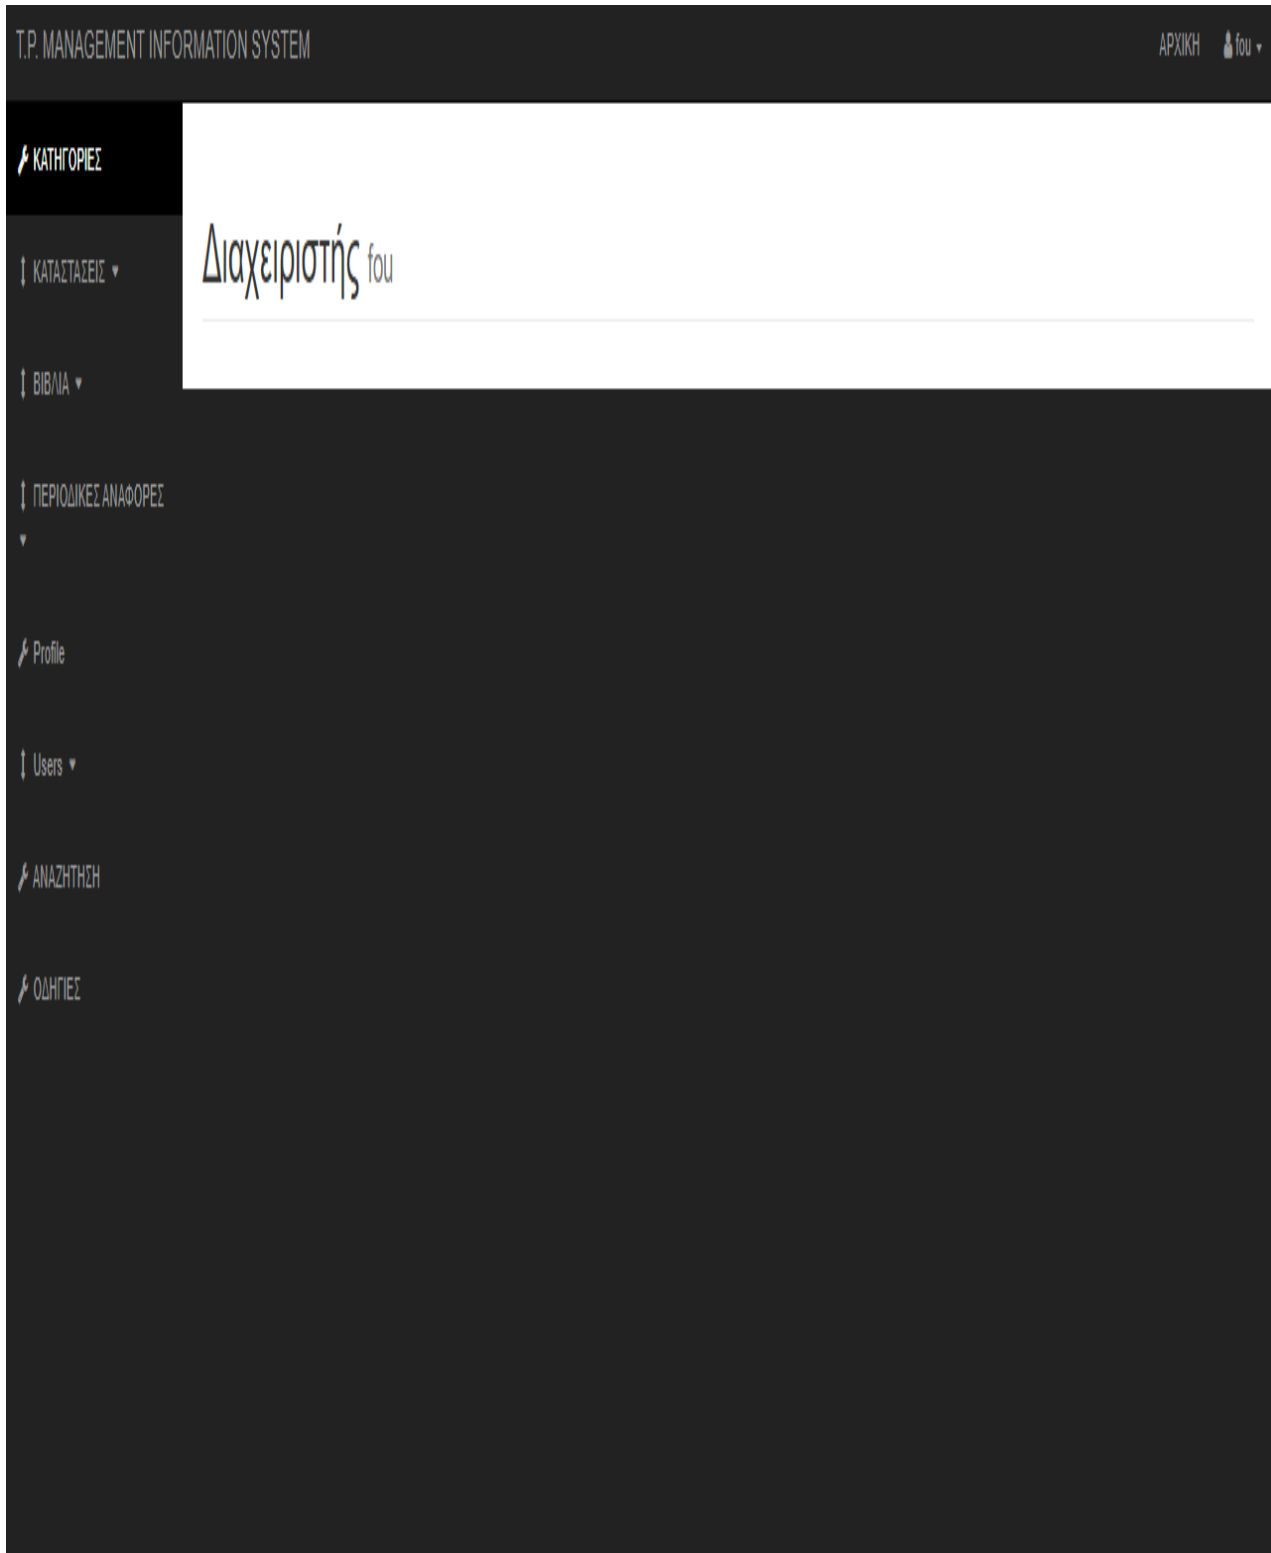 T.P. MANAGEMENT INFORMATION SYSTEM
ΑΡΧΙΚΗ fou
ΚΑΤΗΓΟΡΙΕΣ
ΚΑΤΑΣΤΑΣΕΙΣ
ΒΙΒΛΙΑ
ΠΕΡΙΟΔΙΚΕΣ ΑΝΑΦΟΡΕΣ
Profile
Users
ΑΝΑΖΗΤΗΣΗ
ΟΔΗΓΙΕΣ
Διαχειριστής fou